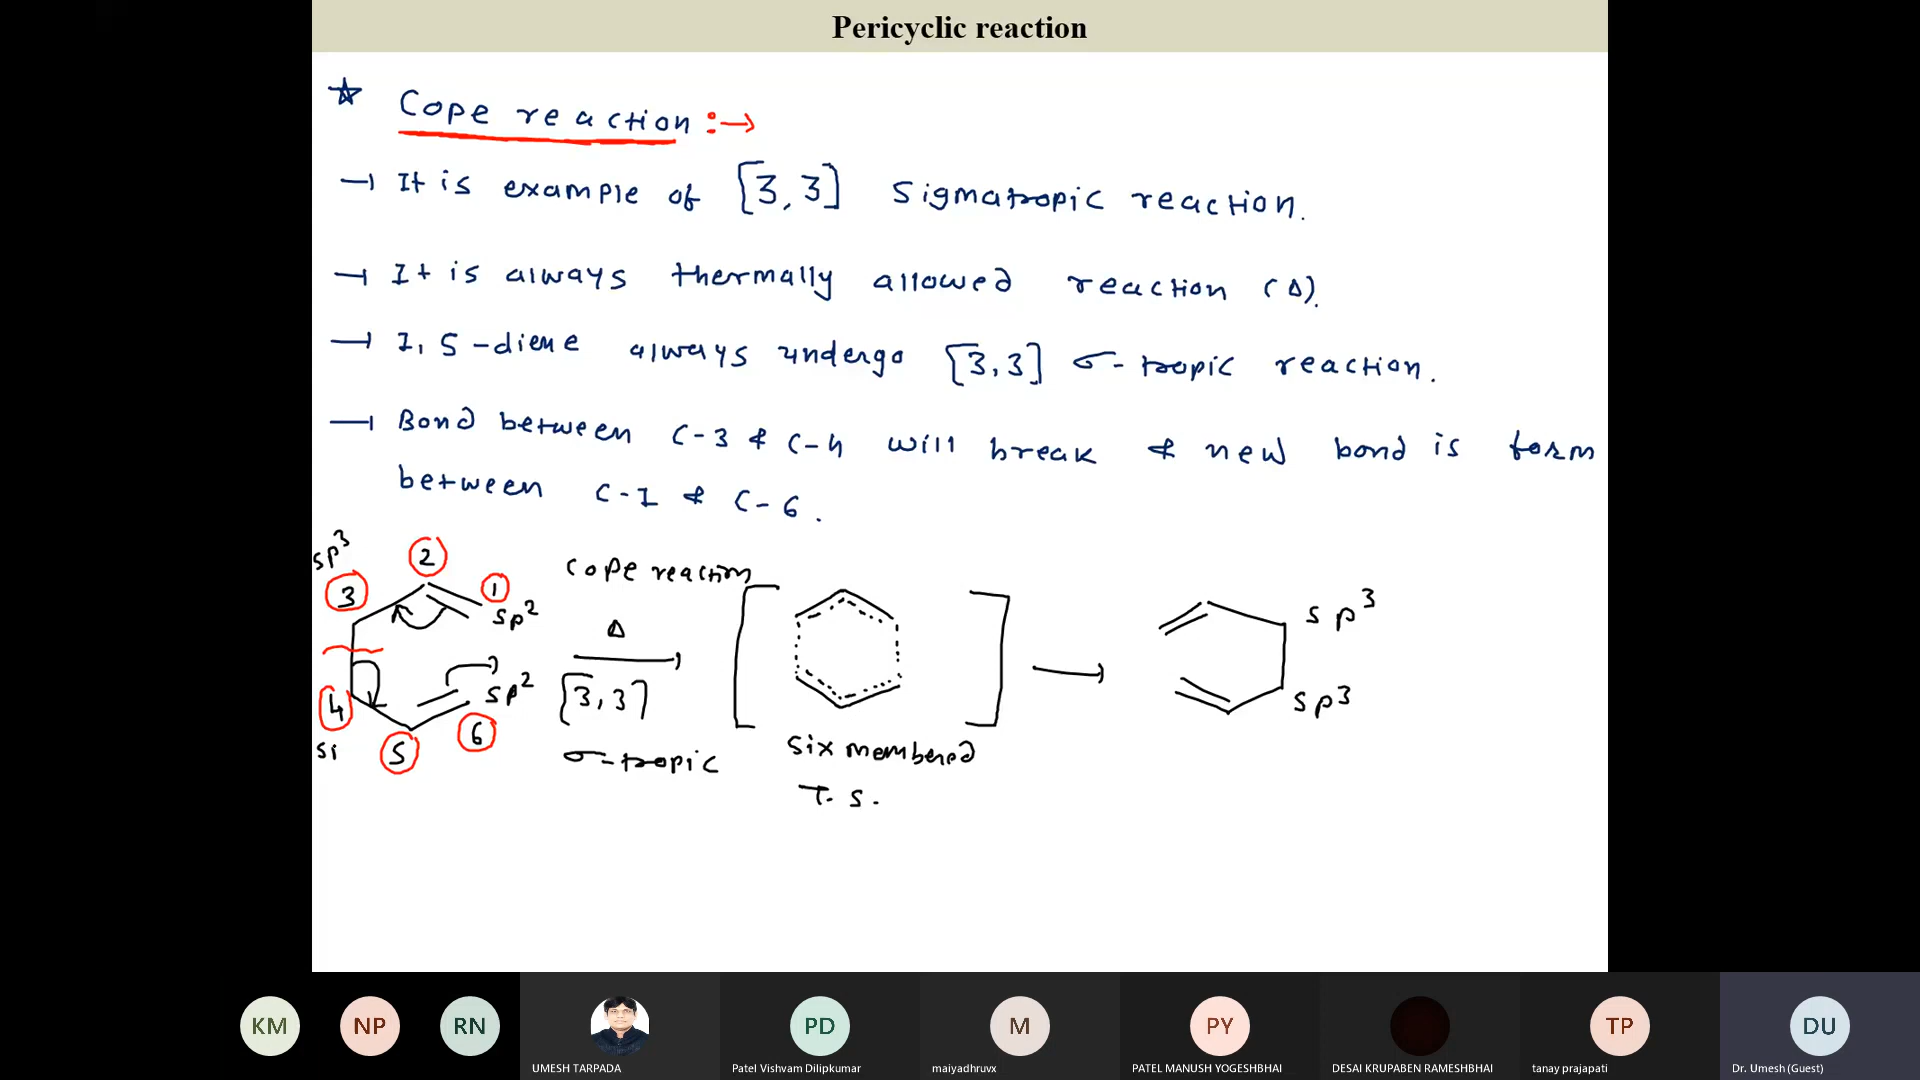 Pericyclic reaction
☆ Cope reaction :→
→ It is example of [3,3] sigmatropic reaction.
→ It is always thermally allowed reaction (Δ).
→ 1,5-diene always undergo [3,3] σ-tropic reaction.
→ Bond between C-3 & C-4 will break & new bond is form
between C-1 & C-6.
sp3
2
3
1
sp2
4
si
5
6
sp2
cope reaction
Δ
[3,3]
σ-tropic
six membered
T.S.
sp3
sp3
KM
NP
RN
UMESH TARPADA
PD
Patel Vishvam Dilipkumar
M
maiyadhruvx
PY
PATEL MANUSH YOGESHBHAI
DESAI KRUPABEN RAMESHBHAI
TP
tanay prajapati
DU
Dr. Umesh (Guest)